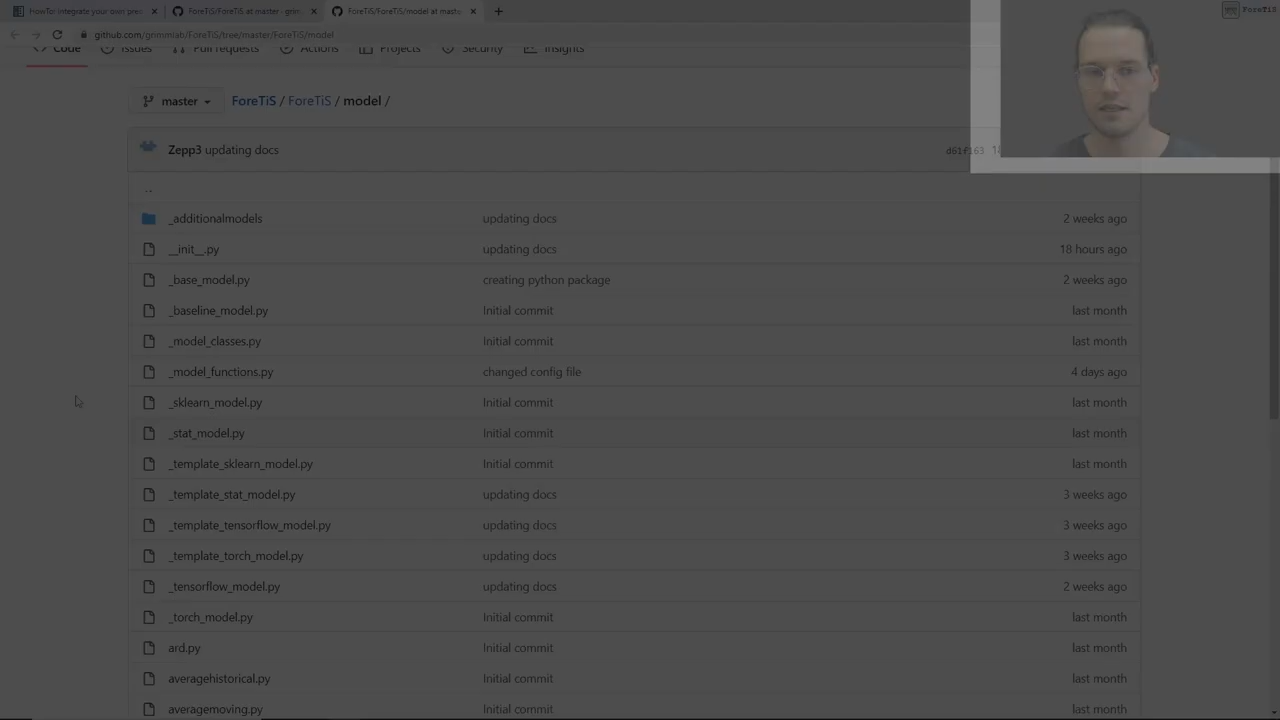 howTo: integrate your own pred
ForeTiS/ForeTiS at master · grim
ForeTiS/ForeTiS/model at maste
ForeTiS
github.com/grimmlab/ForeTiS/tree/master/ForeTiS/model
Code Issues Pull requests Actions Projects Security Insights
master ForeTiS / ForeTiS / model /
Zepp3 updating docs d61f163
..
_additionalmodels updating docs 2 weeks ago
__init__.py updating docs 18 hours ago
_base_model.py creating python package 2 weeks ago
_baseline_model.py Initial commit last month
_model_classes.py Initial commit last month
_model_functions.py changed config file 4 days ago
_sklearn_model.py Initial commit last month
_stat_model.py Initial commit last month
_template_sklearn_model.py Initial commit last month
_template_stat_model.py updating docs 3 weeks ago
_template_tensorflow_model.py updating docs 3 weeks ago
_template_torch_model.py updating docs 3 weeks ago
_tensorflow_model.py updating docs 2 weeks ago
_torch_model.py Initial commit last month
ard.py Initial commit last month
averagehistorical.py Initial commit last month
averagemoving.py Initial commit last month